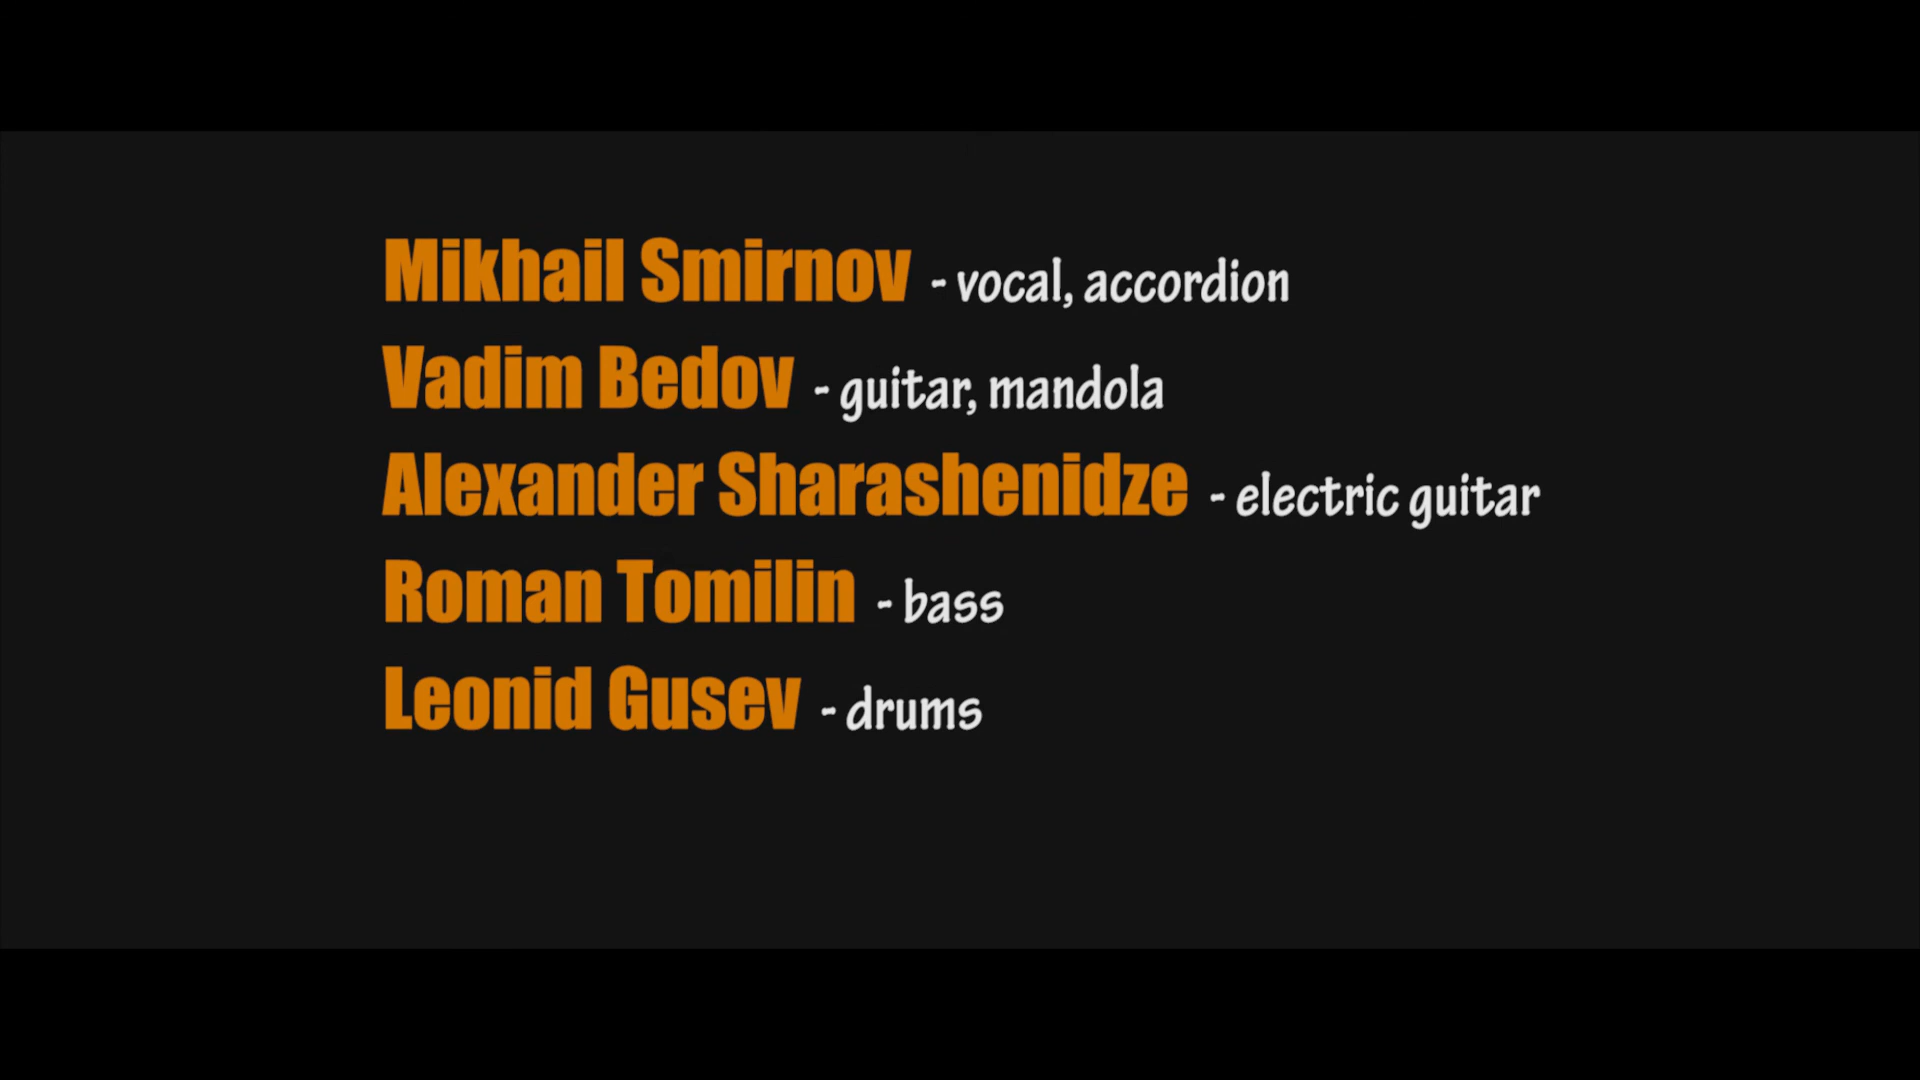 Mikhail Smirnov - vocal, accordion
Vadim Bedov - guitar, mandola
Alexander Sharashenidze - electric guitar
Roman Tomilin - bass
Leonid Gusev - drums